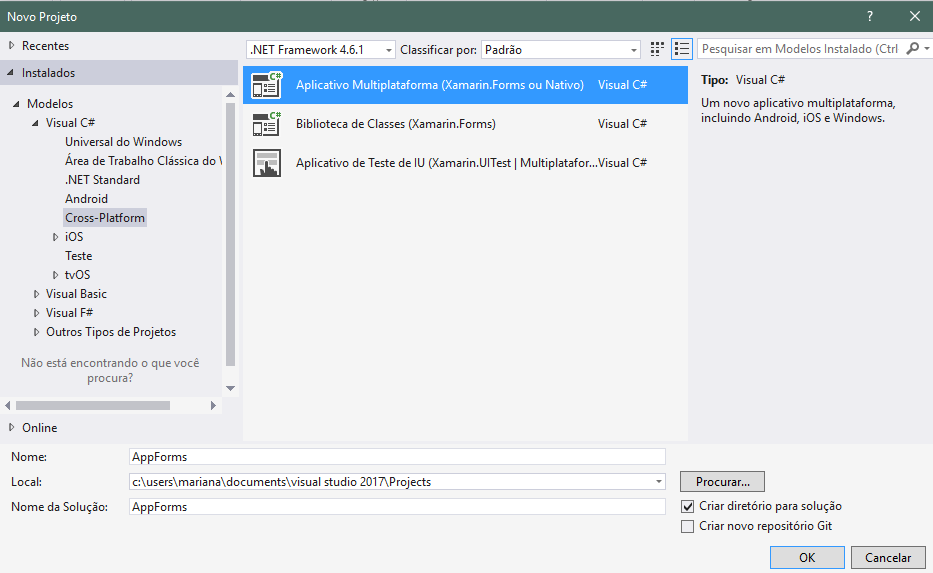 Novo Projeto
?
Recentes
.NET Framework 4.6.1
Classificar por:
Padrão
Pesquisar em Modelos Instalado (Ctrl
Instalados
Modelos
Visual C#
Universal do Windows
Área de Trabalho Clássica do
.NET Standard
Android
Cross-Platform
iOS
Teste
tvOS
Visual Basic
Visual F#
Outros Tipos de Projetos
Não está encontrando o que você
procura?
Online
C#
Aplicativo Multiplataforma (Xamarin.Forms ou Nativo)
Visual C#
C#
Biblioteca de Classes (Xamarin.Forms)
Visual C#
Aplicativo de Teste de IU (Xamarin.UITest | Multiplatafor...
Visual C#
Tipo: Visual C#
Um novo aplicativo multiplataforma,
incluindo Android, iOS e Windows.
Nome:
AppForms
Local:
c:\users\mariana\documents\visual studio 2017\Projects
Procurar...
Nome da Solução:
AppForms
Criar diretório para solução
Criar novo repositório Git
OK
Cancelar